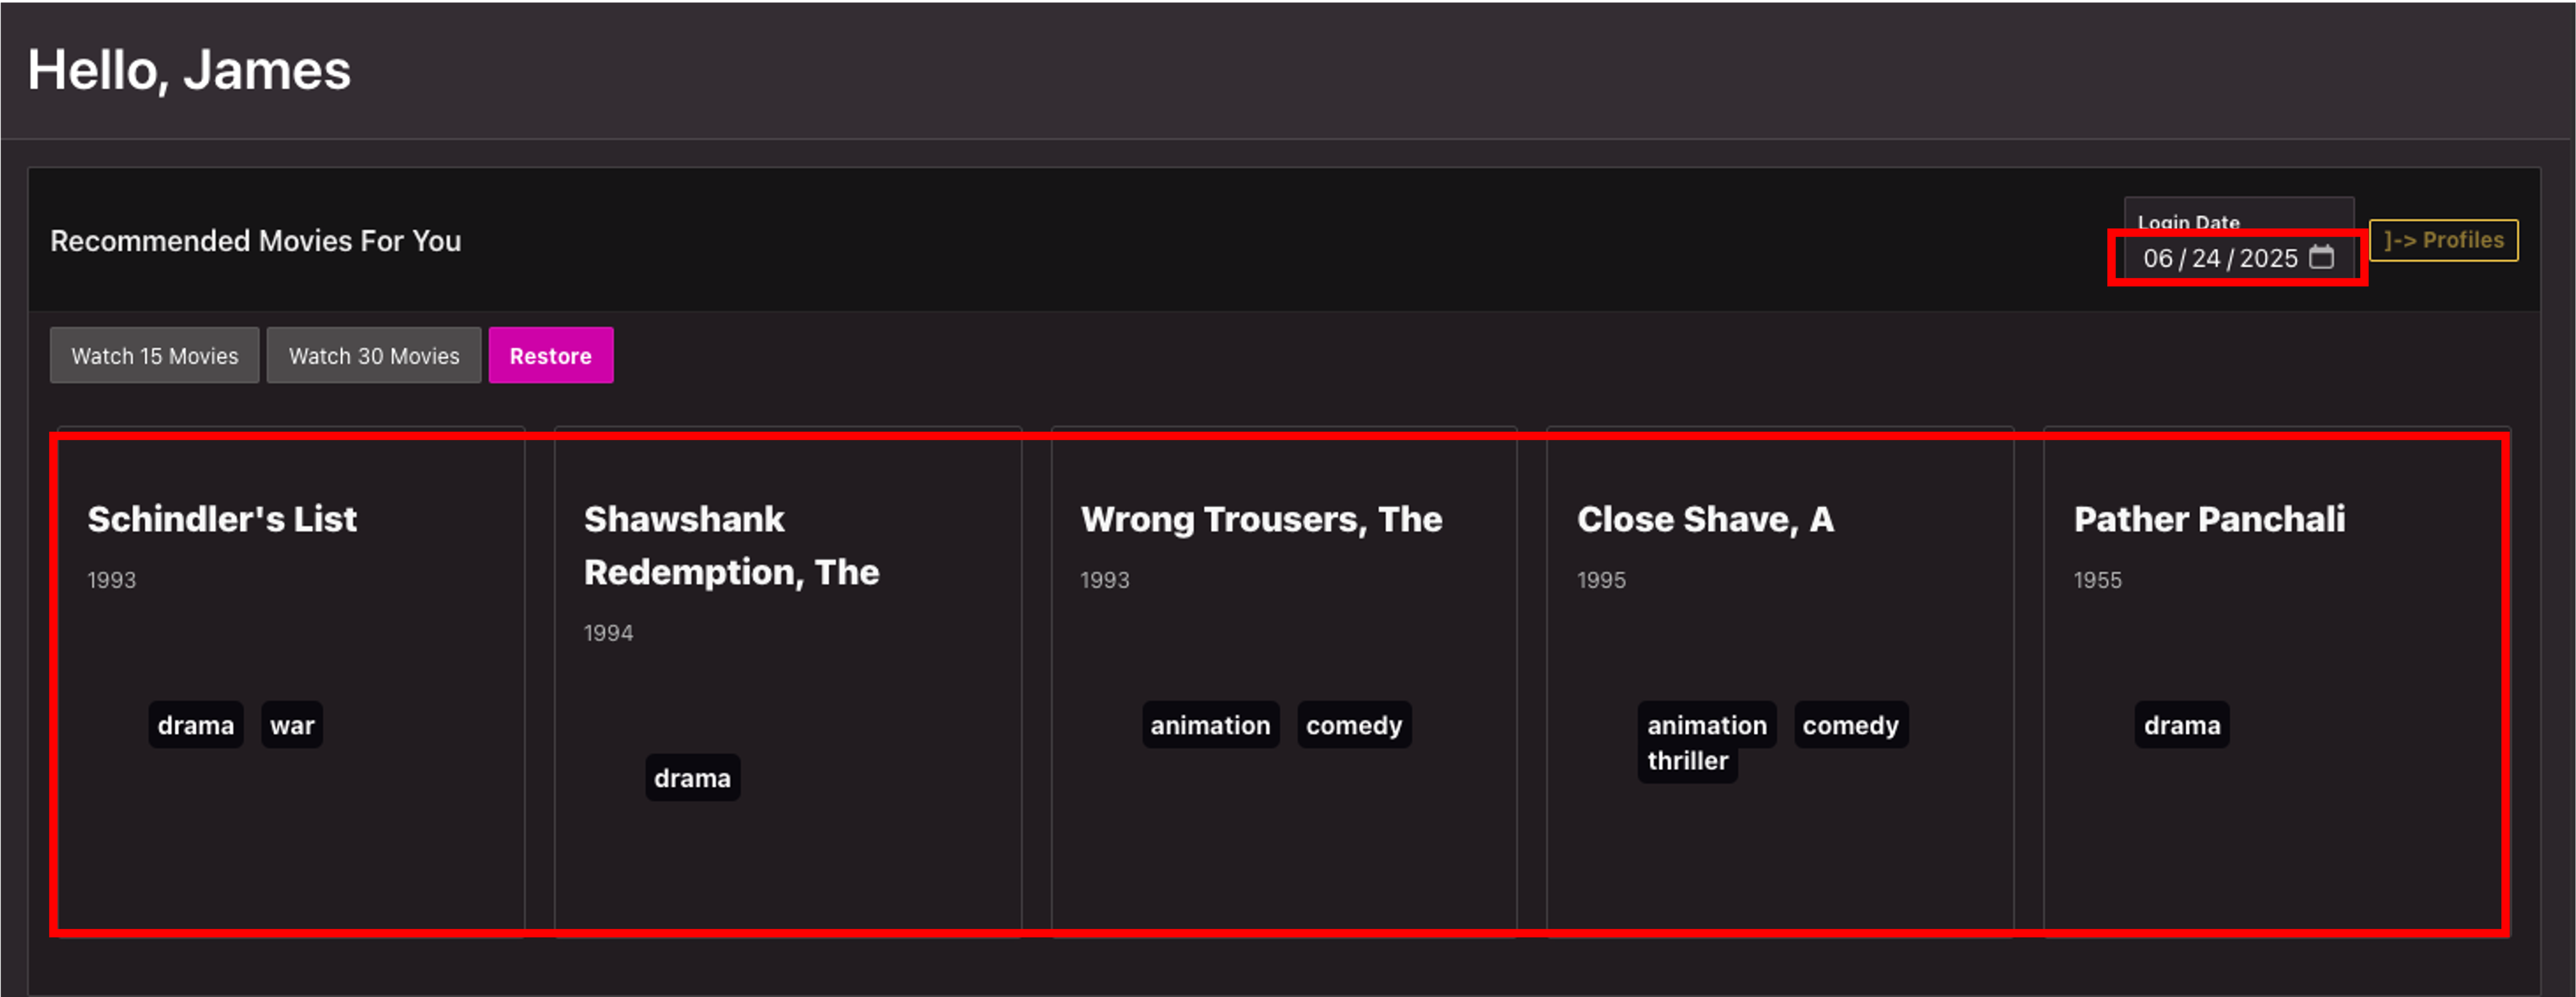 Hello, James
Recommended Movies For You
Login Date
06/24/2025
]-> Profiles
Watch 15 Movies
Watch 30 Movies
Restore
Schindler's List
1993
drama war
Shawshank
Redemption, The
1994
drama
Wrong Trousers, The
1993
animation comedy
Close Shave, A
1995
animation comedy
thriller
Pather Panchali
1955
drama